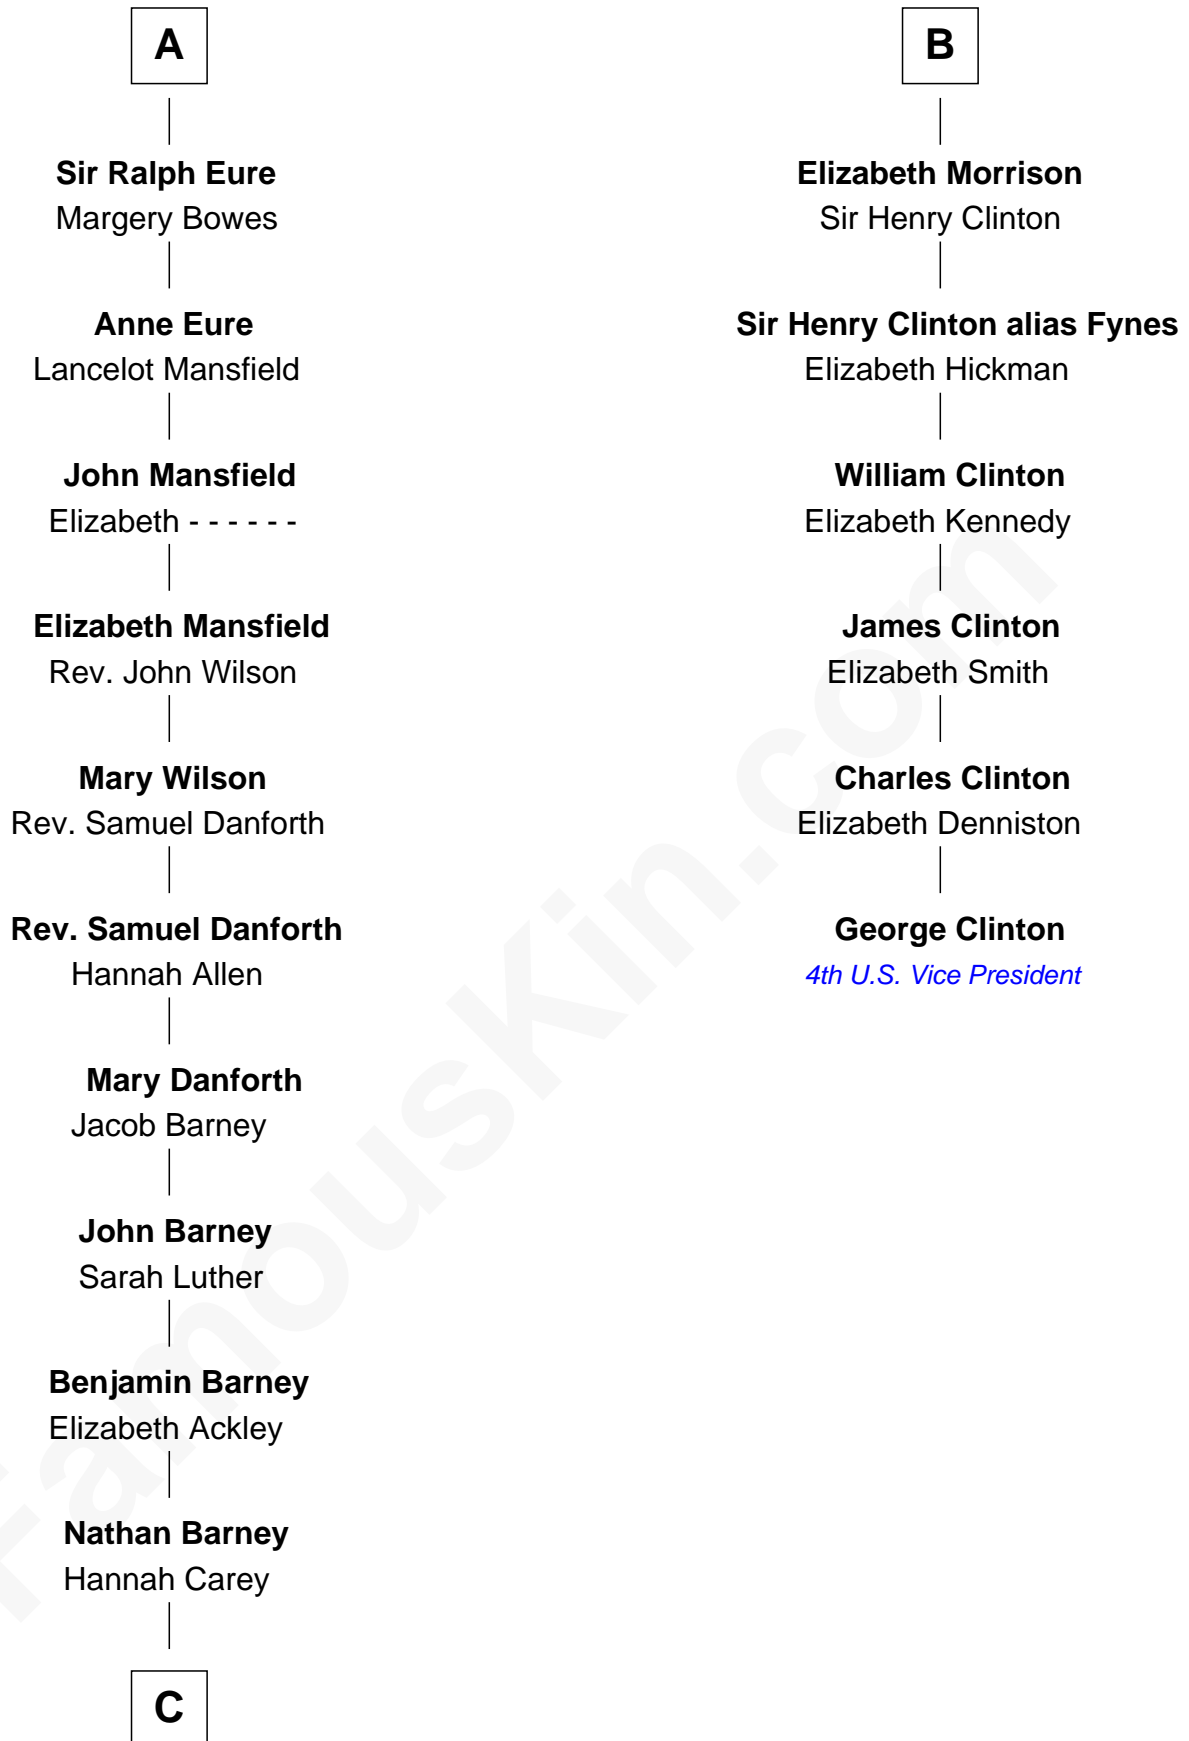 A
Sir Ralph Eure
Margery Bowes
Anne Eure
Lancelot Mansfield
John Mansfield
Elizabeth - - - - - -
Elizabeth Mansfield
Rev. John Wilson
Mary Wilson
Rev. Samuel Danforth
Rev. Samuel Danforth
Hannah Allen
Mary Danforth
Jacob Barney
John Barney
Sarah Luther
Benjamin Barney
Elizabeth Ackley
Nathan Barney
Hannah Carey
C
B
Elizabeth Morrison
Sir Henry Clinton
Sir Henry Clinton alias Fynes
Elizabeth Hickman
William Clinton
Elizabeth Kennedy
James Clinton
Elizabeth Smith
Charles Clinton
Elizabeth Denniston
George Clinton
4th U.S. Vice President
FamousKin.com